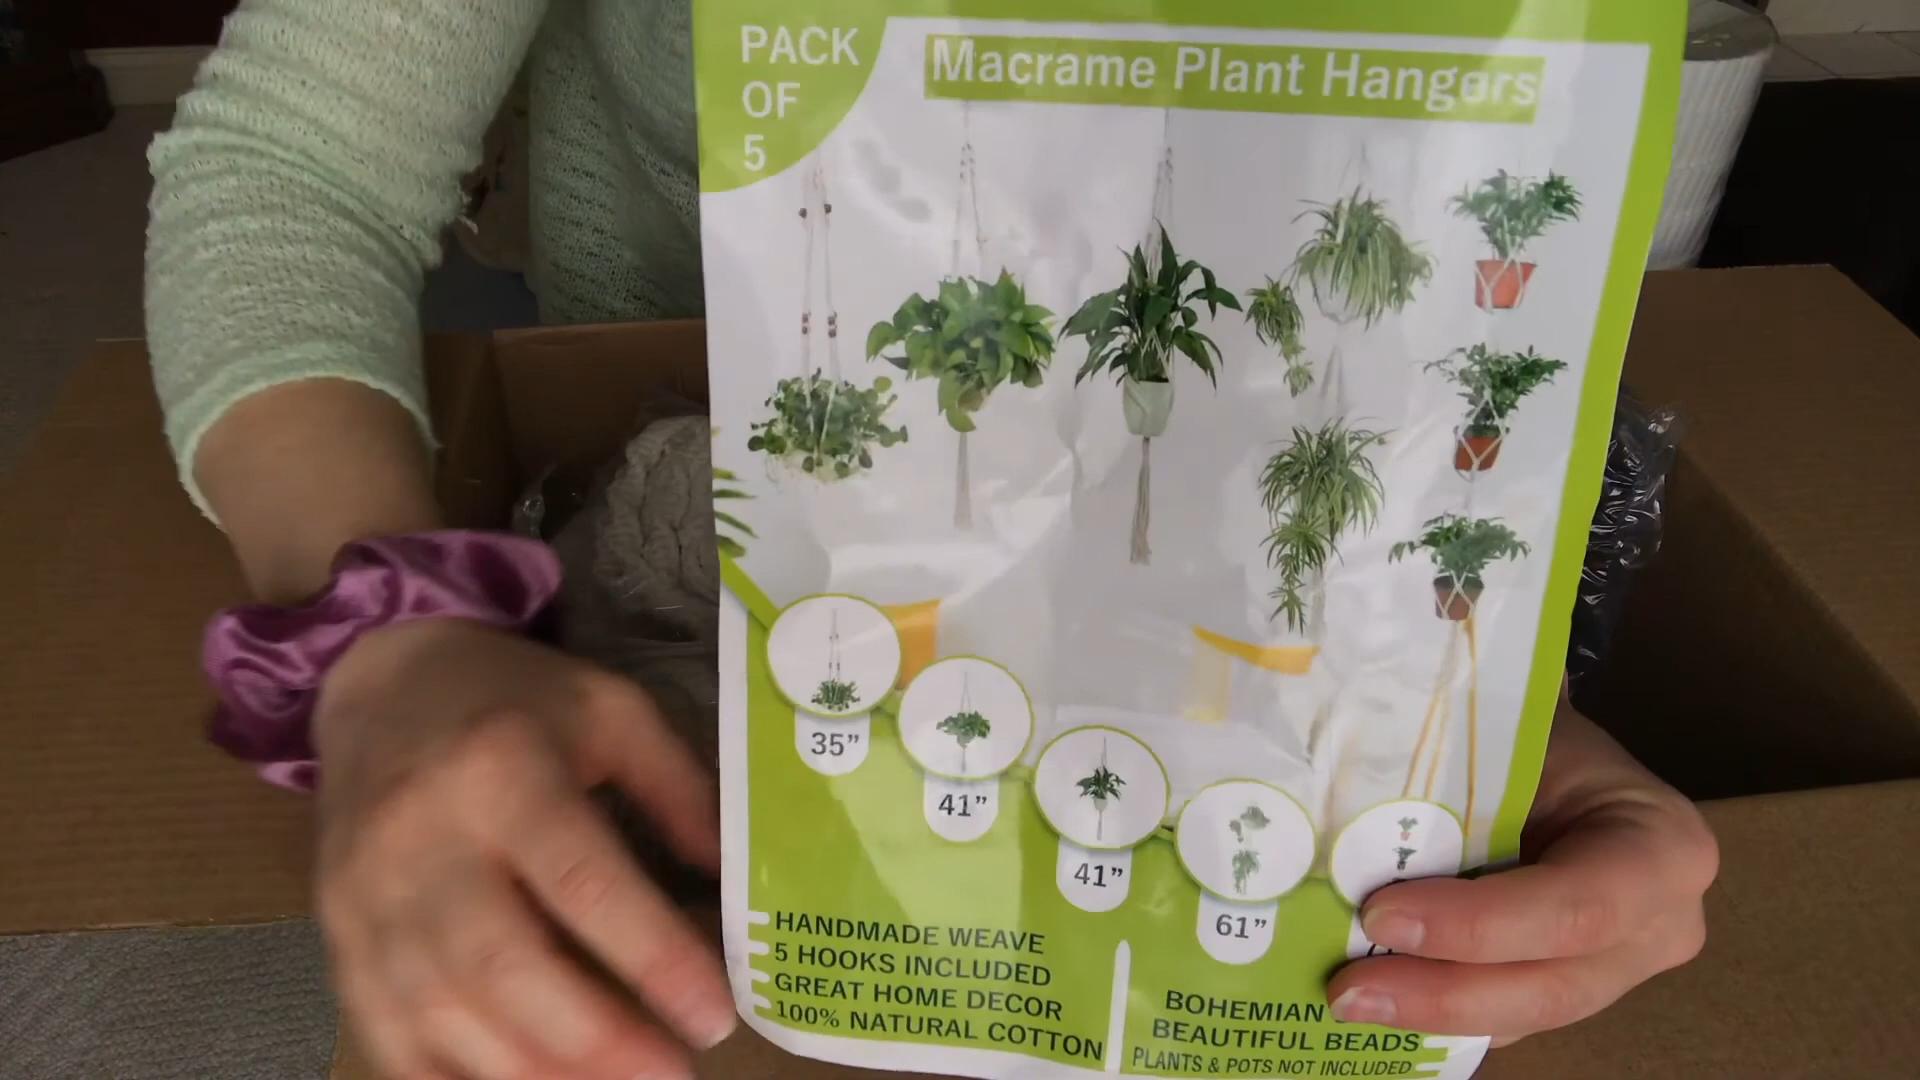 PACK
OF
5
Macrame Plant Hangers
35”
41”
41”
61”
HANDMADE WEAVE
5 HOOKS INCLUDED
GREAT HOME DECOR
100% NATURAL COTTON
BOHEMIAN
BEAUTIFUL BEADS
PLANTS & POTS NOT INCLUDED